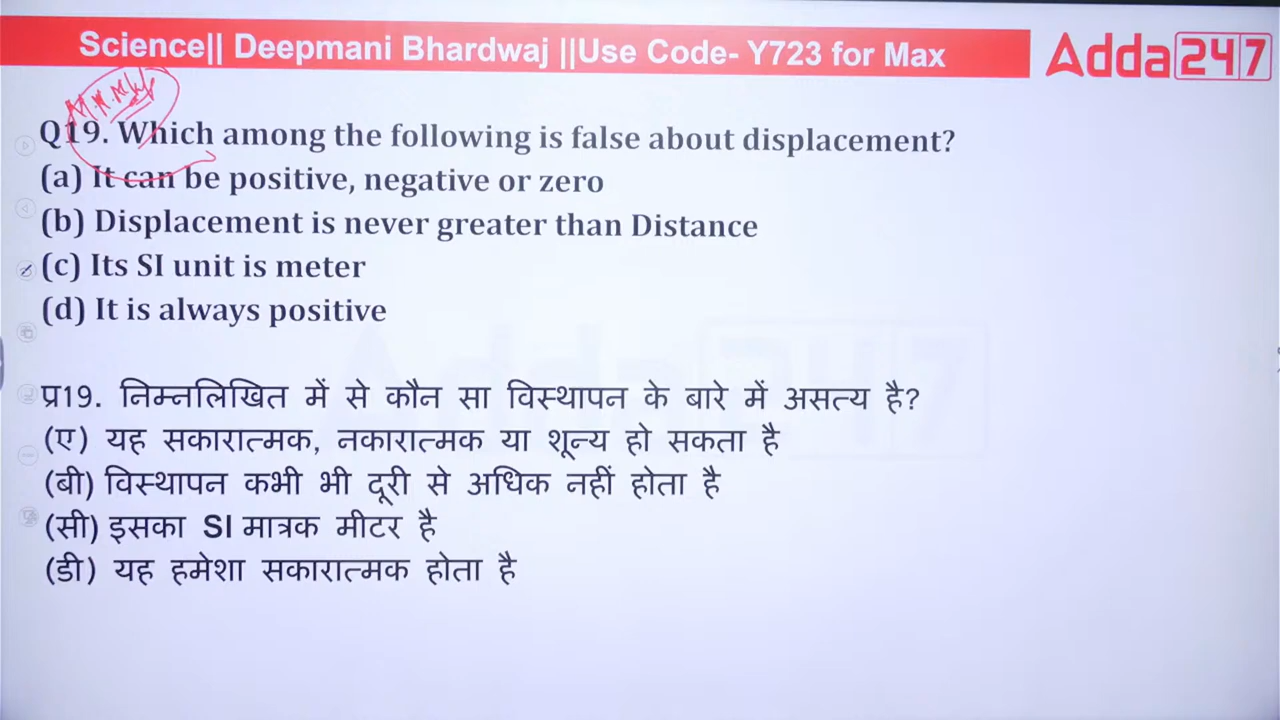 Science|| Deepmani Bhardwaj ||Use Code- Y723 for Max
Adda247
Q19. Which among the following is false about displacement?
(a) It can be positive, negative or zero
(b) Displacement is never greater than Distance
(c) Its SI unit is meter
(d) It is always positive
प्र19. निम्नलिखित में से कौन सा विस्थापन के बारे में असत्य है?
(ए) यह सकारात्मक, नकारात्मक या शून्य हो सकता है
(बी) विस्थापन कभी भी दूरी से अधिक नहीं होता है
(सी) इसका SI मात्रक मीटर है
(डी) यह हमेशा सकारात्मक होता है